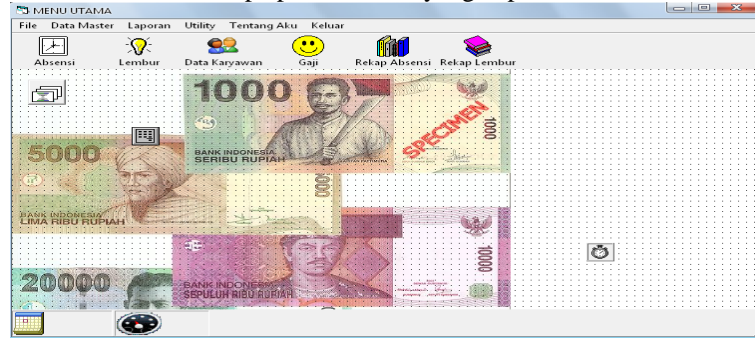 MENU UTAMA
File Data Master Laporan Utility Tentang Aku Keluar
Absensi Lembur Data Karyawan Gaji Rekap Absensi Rekap Lembur
1000
BANK INDONESIA
SERIBU RUPIAH
SPECIMEN
1000
5000
BANK INDONESIA
LIMA RIBU RUPIAH
5000
BANK INDONESIA
SEPULUH RIBU RUPIAH
10000
20000